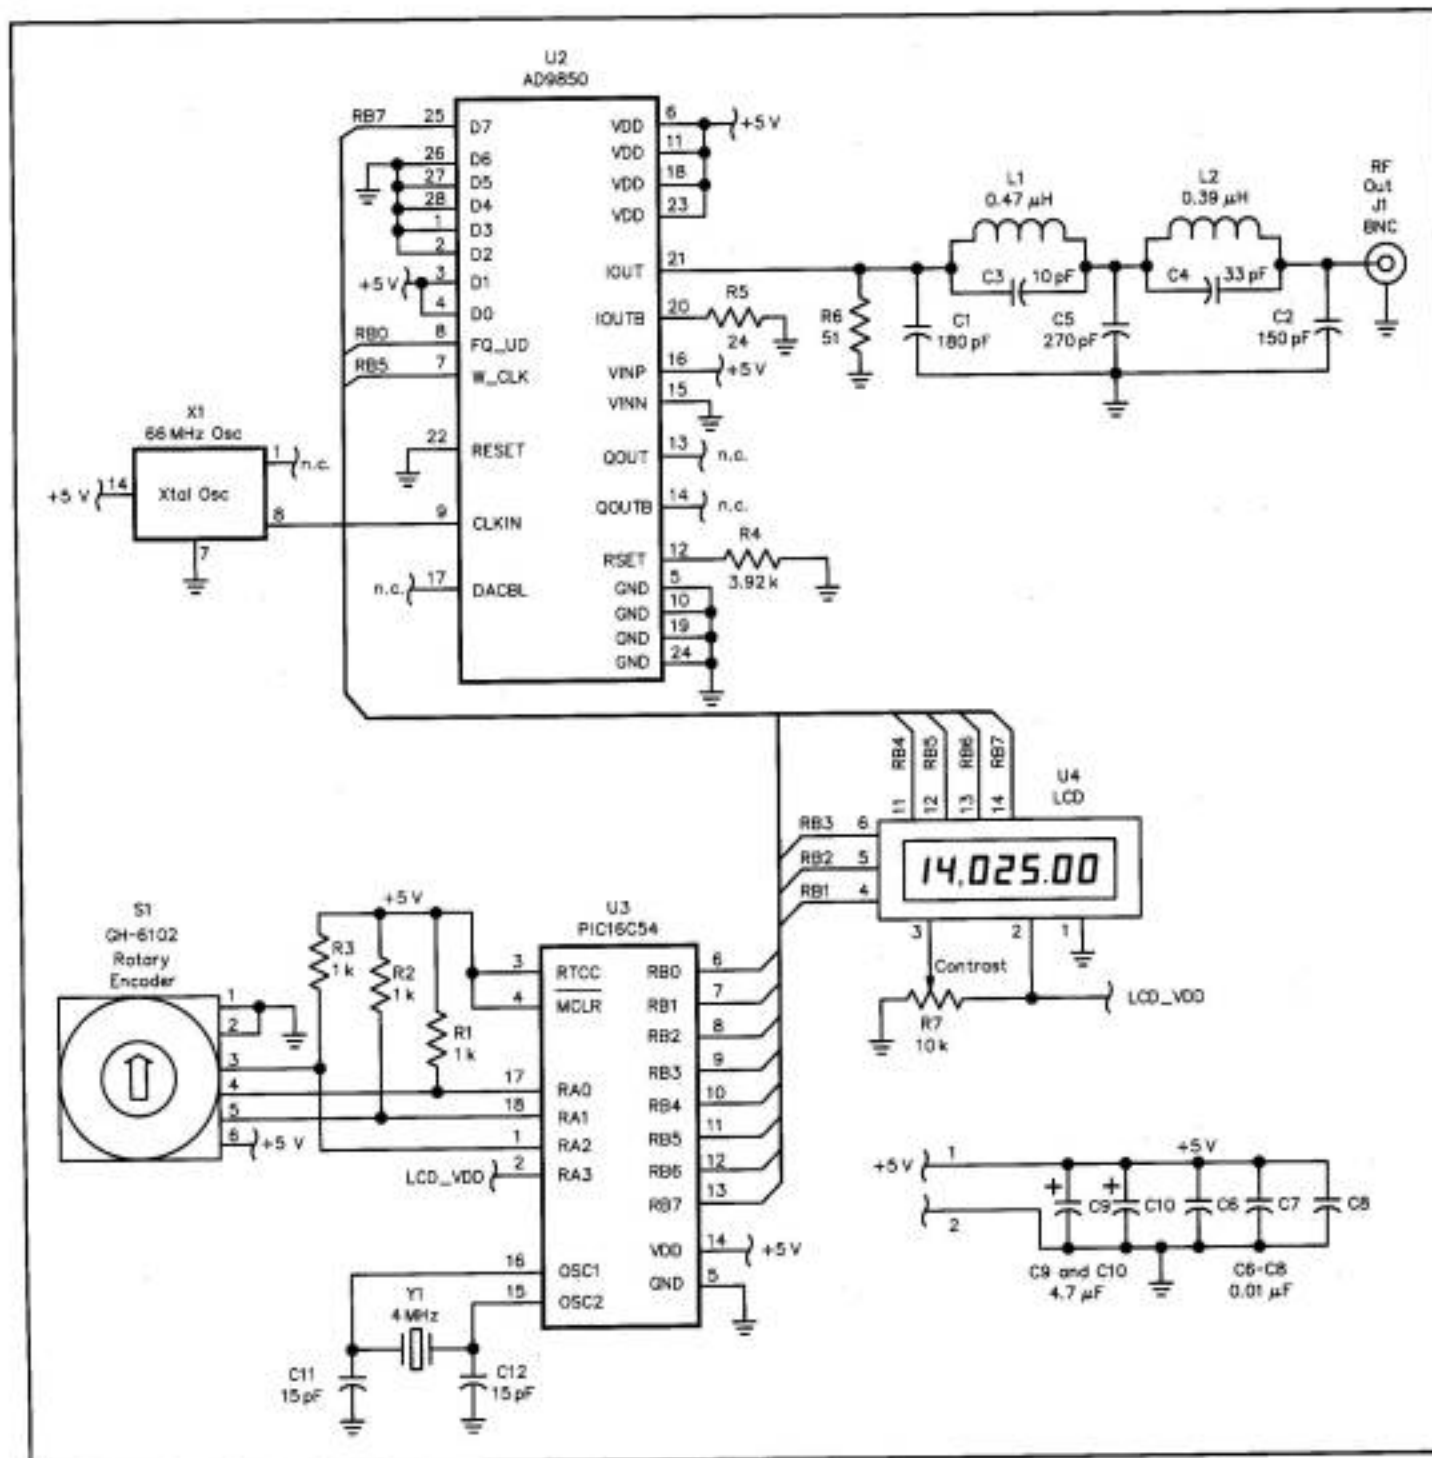 U2
AD9850
RB7
25
D7
26
D6
27
D5
28
D4
1
D3
2
D2
+5 V
3
D1
4
D0
RB0
8
FQ_UD
RB5
7
W_CLK
22
RESET
9
CLKIN
n.c.
17
DACBL
VDD
6
+5 V
VDD
11
VDD
18
VDD
23
IOUT
21
IOUTB
20
R5
24
VINP
16
+5 V
VINN
15
QOUT
13
n.c.
QOUTB
14
n.c.
RSET
12
R4
3.92 k
GND
5
GND
10
GND
19
GND
24
X1
66 MHz Osc
Xtal Osc
+5 V
14
1
n.c.
8
7
R6
51
C1
180 pF
L1
0.47 μH
C3
10 pF
C5
270 pF
L2
0.39 μH
C4
33 pF
C2
150 pF
RF
Out
J1
BNC
RB4
RB5
RB6
RB7
11
12
13
14
U4
LCD
RB3
6
RB2
5
RB1
4
14,025.00
3
2
1
Contrast
R7
10 k
LCD_VDD
S1
GH-6102
Rotary
Encoder
1
2
3
4
5
6
+5 V
+5 V
R3
1 k
R2
1 k
R1
1 k
U3
PIC16C54
3
RTCC
4
MCLR
17
RA0
18
RA1
1
RA2
LCD_VDD
2
RA3
16
OSC1
15
OSC2
RB0
6
RB1
7
RB2
8
RB3
9
RB4
10
RB5
11
RB6
12
RB7
13
VDD
14
+5 V
GND
5
Y1
4 MHz
C11
15 pF
C12
15 pF
+5 V
1
2
+5 V
+
C9
+
C10
C6
C7
C8
C9 and C10
4.7 μF
C6-C8
0.01 μF